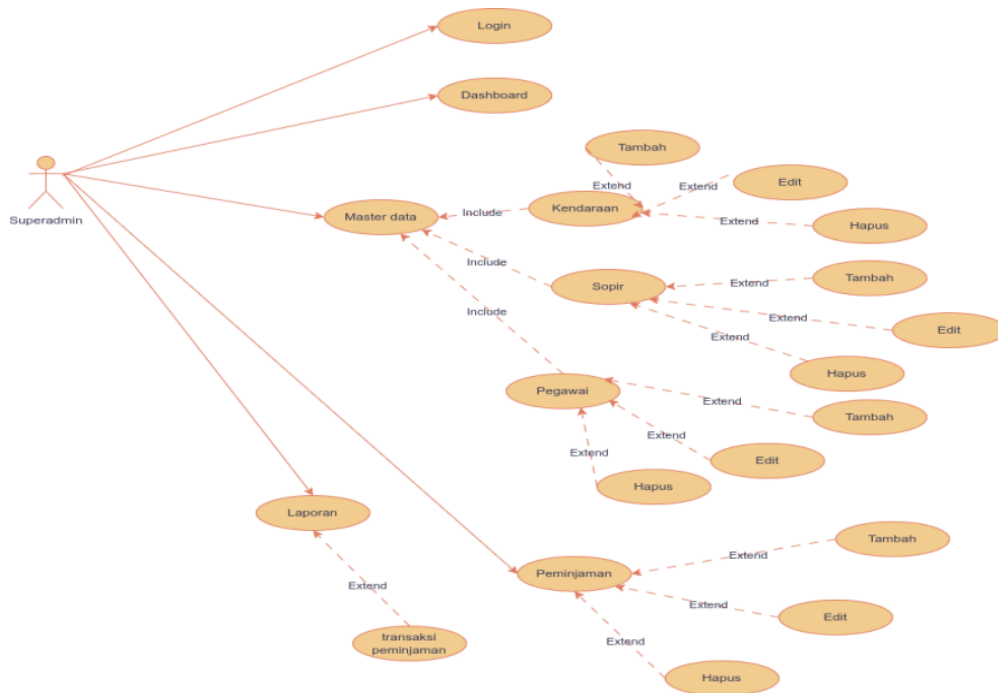 Login
Dashboard
Tambah
Extend
Extend
Edit
Superadmin
Master data
Include
Kendaraan
Extend
Hapus
Include
Sopir
Extend
Tambah
Extend
Edit
Include
Extend
Hapus
Pegawai
Extend
Tambah
Extend
Edit
Extend
Hapus
Laporan
Extend
transaksi
peminjaman
Peminjaman
Extend
Tambah
Extend
Edit
Extend
Hapus